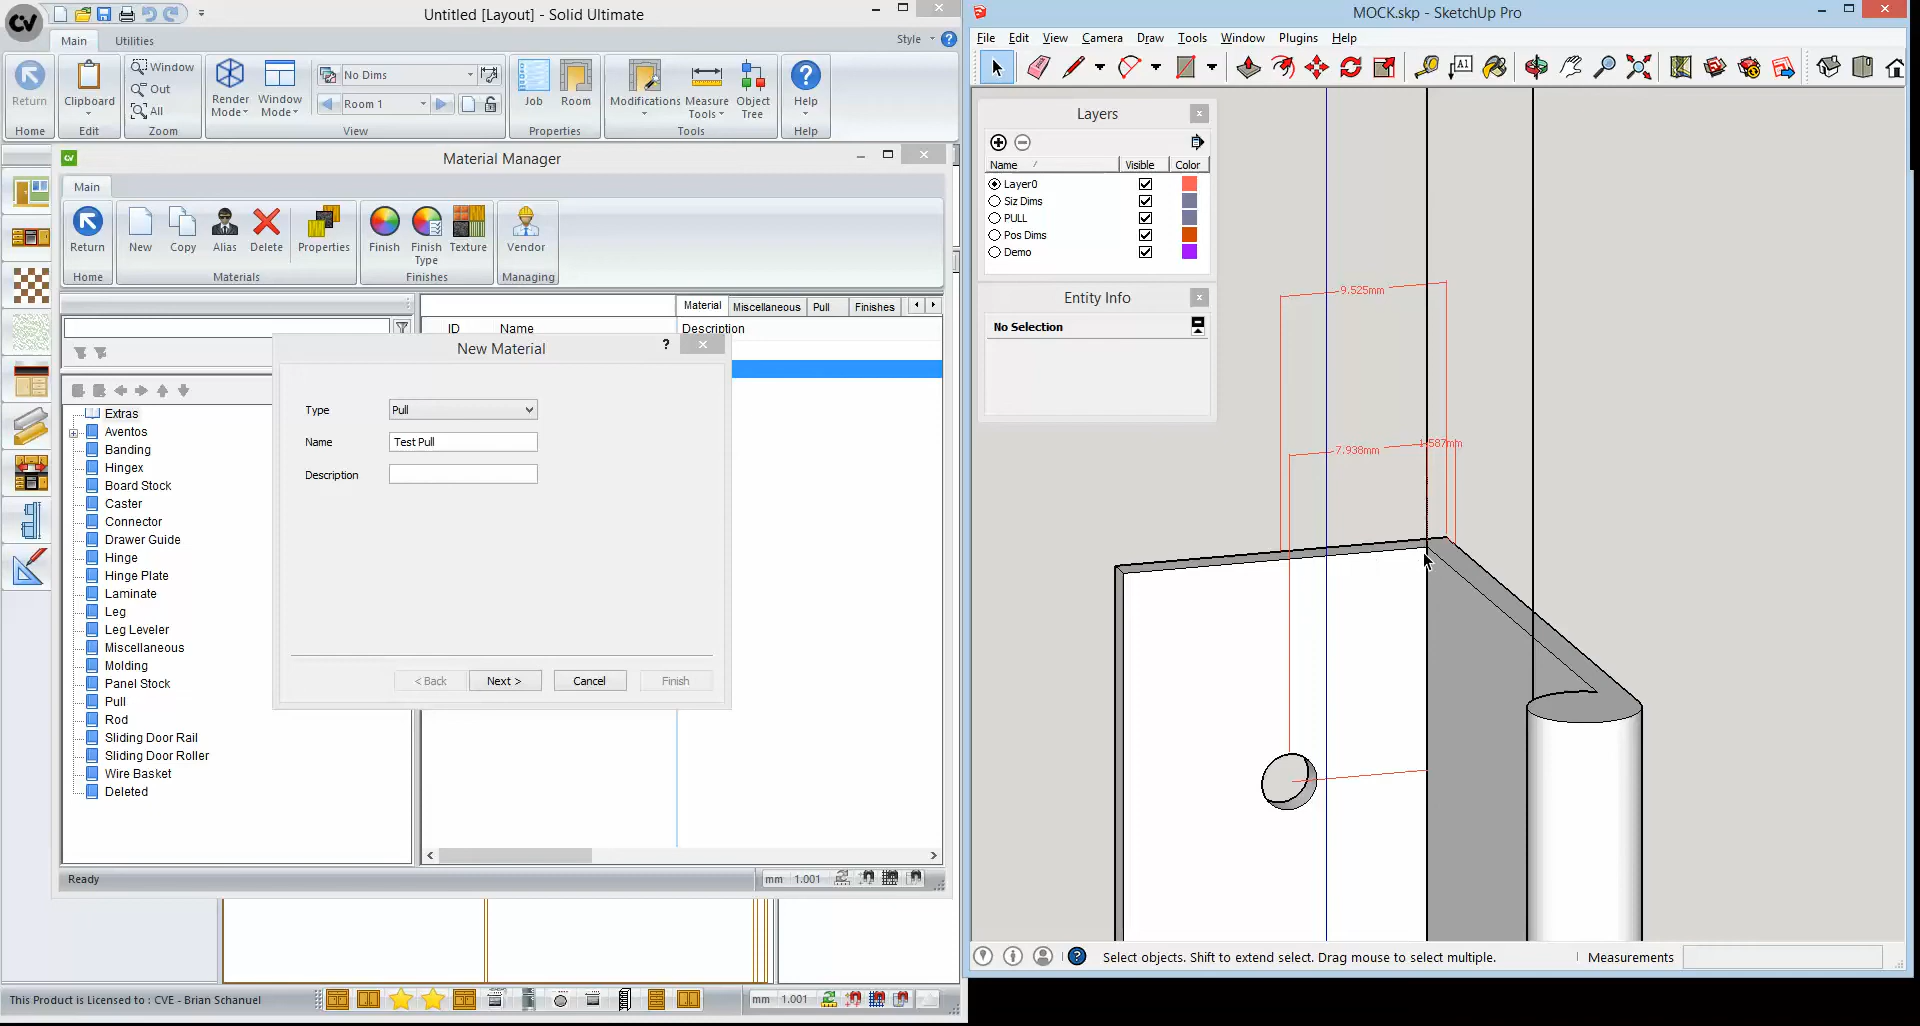 Untitled [Layout] - Solid Ultimate
Main
Utilities
Style
Return
Home
Clipboard
Edit
Window
Out
All
Zoom
Render Mode
Window Mode
No Dims
Room 1
View
Job
Room
Properties
Modifications
Measure Tools
Object Tree
Tools
Help
Help
Material Manager
Main
Return
Home
New
Copy
Alias
Delete
Properties
Materials
Finish
Finish Type
Texture
Finishes
Vendor
Managing
Material
Miscellaneous
Pull
Finishes
ID
Name
Description
New Material
?
Type
Pull
Name
Test Pull
Description
< Back
Next >
Cancel
Finish
Extras
Aventos
Banding
Hingex
Board Stock
Caster
Connector
Drawer Guide
Hinge
Hinge Plate
Laminate
Leg
Leg Leveler
Miscellaneous
Molding
Panel Stock
Pull
Rod
Sliding Door Rail
Sliding Door Roller
Wire Basket
Deleted
Ready
mm 1.001
This Product is Licensed to : CVE - Brian Schanuel
mm 1.001
MOCK.skp - SketchUp Pro
File Edit View Camera Draw Tools Window Plugins Help
A1
Layers
Name Visible Color
Layer0
Siz Dims
PULL
Pos Dims
Demo
Entity Info
No Selection
9.525mm
7.938mm
1.587mm
Select objects. Shift to extend select. Drag mouse to select multiple.
Measurements